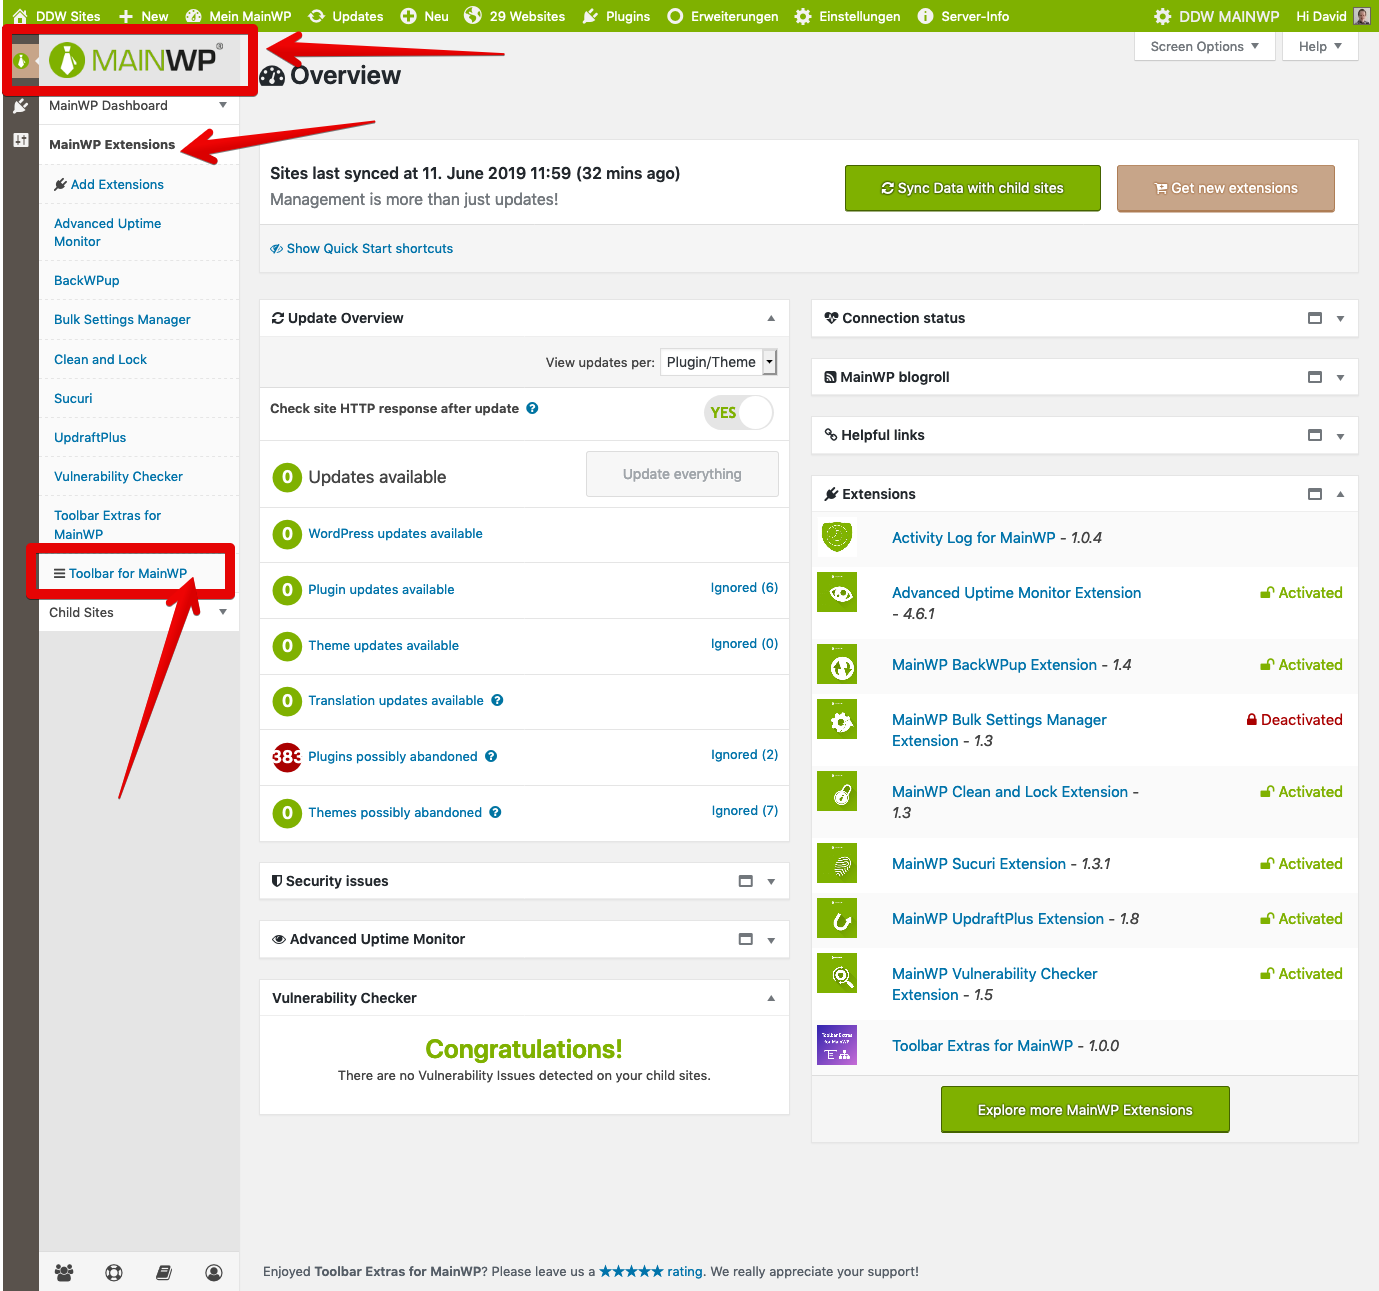 DDW Sites New Mein MainWP Updates Neu 29 Websites Plugins Erweiterungen Einstellungen Server-Info DDW MAINWP Hi David
MAINWP®
Screen Options Help
Overview
MainWP Dashboard
MainWP Extensions
Add Extensions
Advanced Uptime
Monitor
BackWPup
Bulk Settings Manager
Clean and Lock
Sucuri
UpdraftPlus
Vulnerability Checker
Toolbar Extras for
MainWP
Toolbar for MainWP
Child Sites
Sites last synced at 11. June 2019 11:59 (32 mins ago)
Management is more than just updates!
Sync Data with child sites
Get new extensions
Show Quick Start shortcuts
Update Overview
View updates per: Plugin/Theme
Check site HTTP response after update ?
YES
0 Updates available
Update everything
0 WordPress updates available
0 Plugin updates available Ignored (6)
0 Theme updates available Ignored (0)
0 Translation updates available ?
383 Plugins possibly abandoned ? Ignored (2)
0 Themes possibly abandoned ? Ignored (7)
Security issues
Advanced Uptime Monitor
Vulnerability Checker
Congratulations!
There are no Vulnerability Issues detected on your child sites.
Connection status
MainWP blogroll
Helpful links
Extensions
Activity Log for MainWP - 1.0.4
Advanced Uptime Monitor Extension
- 4.6.1
Activated
MainWP BackWPup Extension - 1.4
Activated
MainWP Bulk Settings Manager
Extension - 1.3
Deactivated
MainWP Clean and Lock Extension -
1.3
Activated
MainWP Sucuri Extension - 1.3.1
Activated
MainWP UpdraftPlus Extension - 1.8
Activated
MainWP Vulnerability Checker
Extension - 1.5
Activated
Toolbar Extras
for MainWP
Toolbar Extras for MainWP - 1.0.0
Explore more MainWP Extensions
Enjoyed Toolbar Extras for MainWP? Please leave us a ★★★★★ rating. We really appreciate your support!